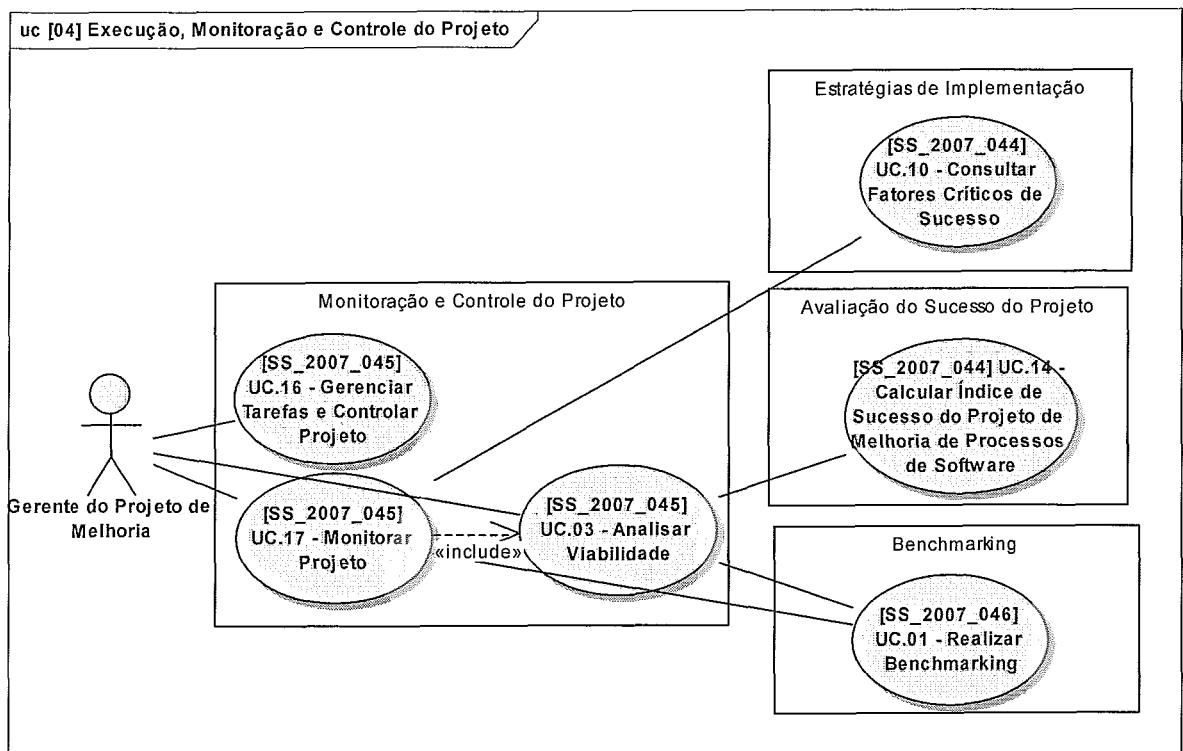 uc [04] Execução, Monitoração e Controle do Projeto
Estratégias de Implementação
[SS_2007_044]
UC.10 - Consultar
Fatores Críticos de
Sucesso
Monitoração e Controle do Projeto
Avaliação do Sucesso do Projeto
[SS_2007_045]
UC.16 - Gerenciar
Tarefas e Controlar
Projeto
[SS_2007_044] UC.14 -
Calcular Índice de
Sucesso do Projeto de
Melhoria de Processos
de Software
Gerente do Projeto de
Melhoria
[SS_2007_045]
UC.17 - Monitorar
Projeto
«include»
[SS_2007_045]
UC.03 - Analisar
Viabilidade
Benchmarking
[SS_2007_046]
UC.01 - Realizar
Benchmarking